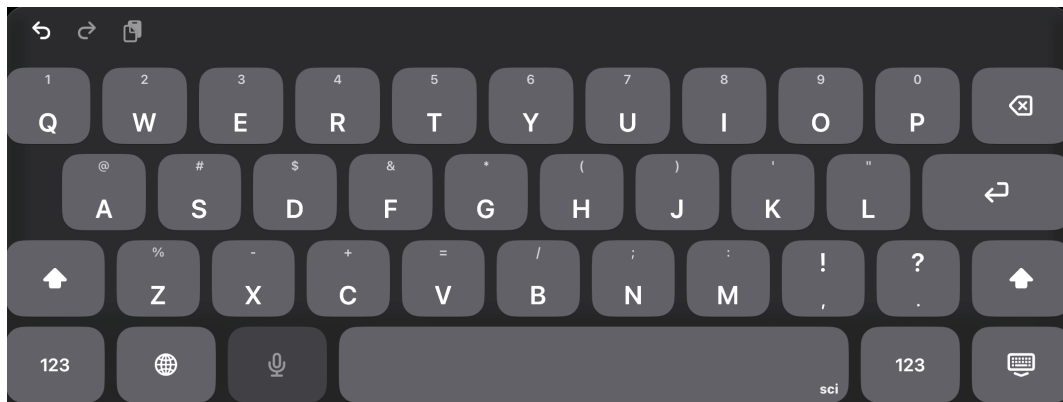 1 2 3 4 5 6 7 8 9 0
Q W E R T Y U I O P
@ # $ & * ( ) ' "
A S D F G H J K L
% - + = / ; : ! ?
Z X C V B N M , .
123 123
sci